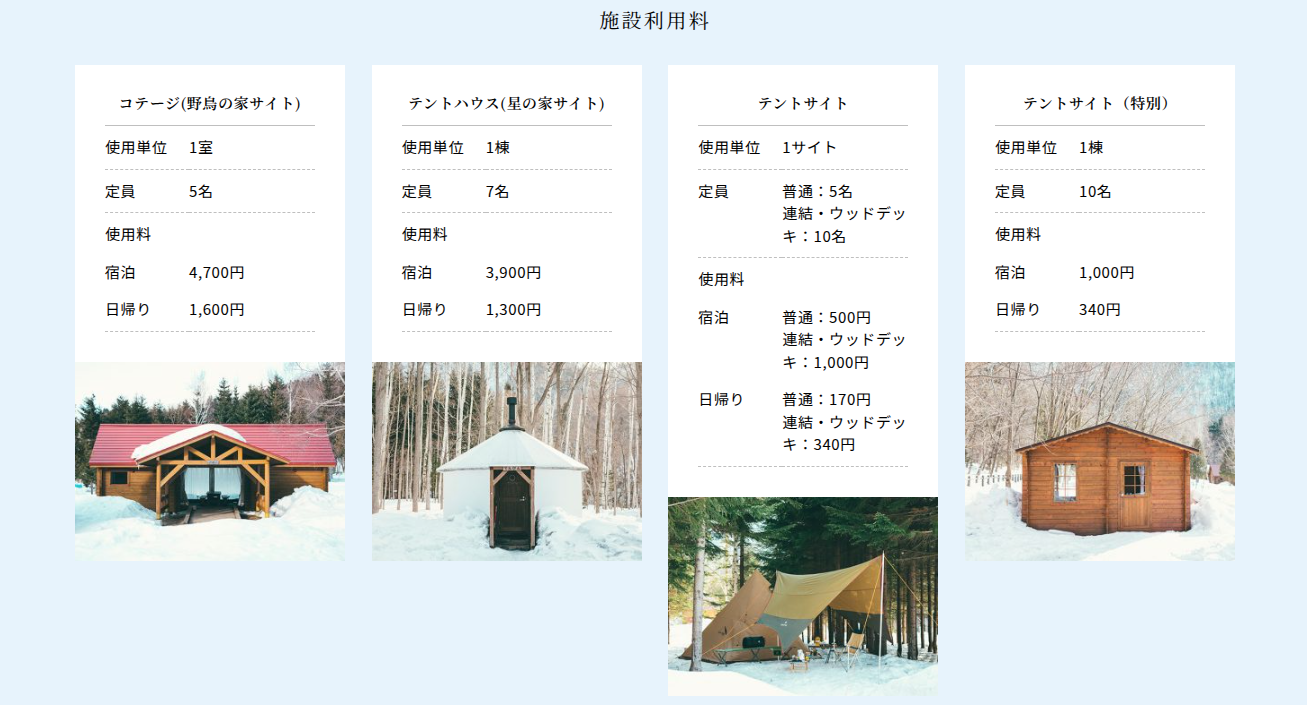 施設利用料
コテージ(野鳥の家サイト)
使用単位 1室
定員 5名
使用料
宿泊 4,700円
日帰り 1,600円
テントハウス(星の家サイト)
使用単位 1棟
定員 7名
使用料
宿泊 3,900円
日帰り 1,300円
テントサイト
使用単位 1サイト
定員 普通：5名
連結・ウッドデッ
キ：10名
使用料
宿泊 普通：500円
連結・ウッドデッ
キ：1,000円
日帰り 普通：170円
連結・ウッドデッ
キ：340円
テントサイト（特別）
使用単位 1棟
定員 10名
使用料
宿泊 1,000円
日帰り 340円